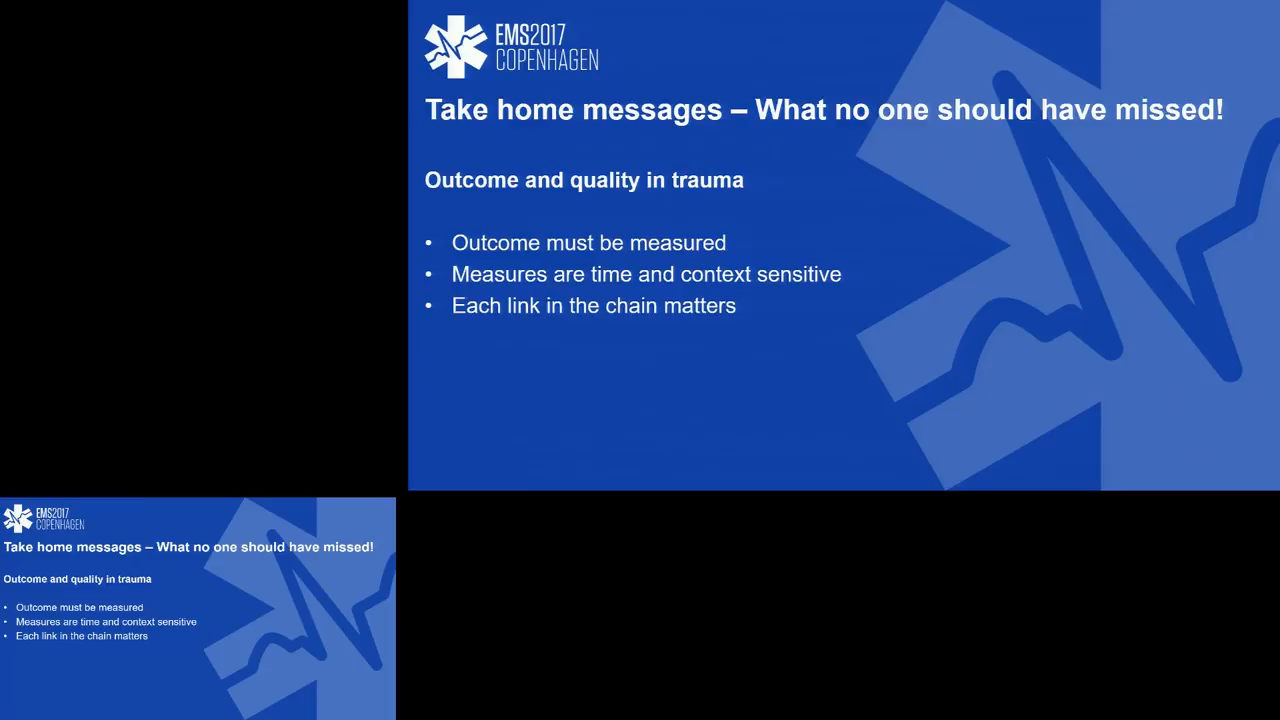 EMS2017
COPENHAGEN
Take home messages – What no one should have missed!
Outcome and quality in trauma
• Outcome must be measured
• Measures are time and context sensitive
• Each link in the chain matters
EMS2017
COPENHAGEN
Take home messages – What no one should have missed!
Outcome and quality in trauma
• Outcome must be measured
• Measures are time and context sensitive
• Each link in the chain matters